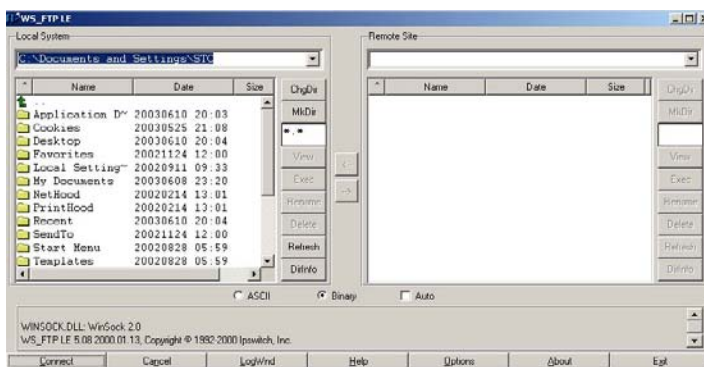 WS_FTP LE
Local System
Remote Site
C:\Documents and Settings\STC
^ Name Date Size
ChgDir
^ Name Date Size
ChgDir
..
MkDir
MkDir
Application D~ 20030610 20:03
Cookies 20030525 21:08
*.*
Desktop 20030610 20:04
Favorites 20021124 12:00
View
<--
View
Local Setting~ 20020911 09:33
My Documents 20030608 23:20
Exec
-->
Exec
NetHood 20020214 13:01
Rename
Rename
PrintHood 20020214 13:01
Recent 20030610 20:04
Delete
Delete
SendTo 20021124 12:00
Start Menu 20020828 05:59
Refresh
Refresh
Templates 20020828 05:59
DirInfo
DirInfo
ASCII Binary Auto
WINSOCK.DLL: WinSock 2.0
WS_FTP LE 5.08 2000.01.13, Copyright © 1992-2000 Ipswitch, Inc.
Connect Cancel LogWnd Help Options About Exit